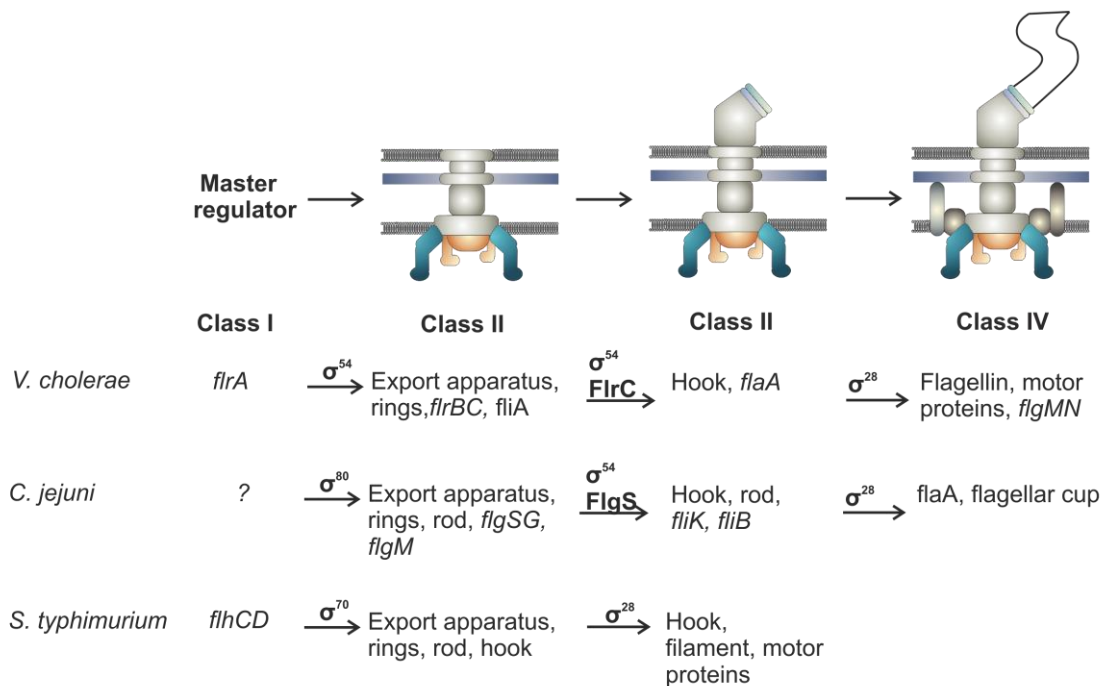 Master
regulator
Class I
Class II
Class II
Class IV
V. cholerae
flrA
σ54
Export apparatus,
rings,flrBC, fliA
σ54
FlrC
Hook, flaA
σ28
Flagellin, motor
proteins, flgMN
C. jejuni
?
σ80
Export apparatus,
rings, rod, flgSG,
flgM
σ54
FlgS
Hook, rod,
fliK, fliB
σ28
flaA, flagellar cup
S. typhimurium
flhCD
σ70
Export apparatus,
rings, rod, hook
σ28
Hook,
filament, motor
proteins